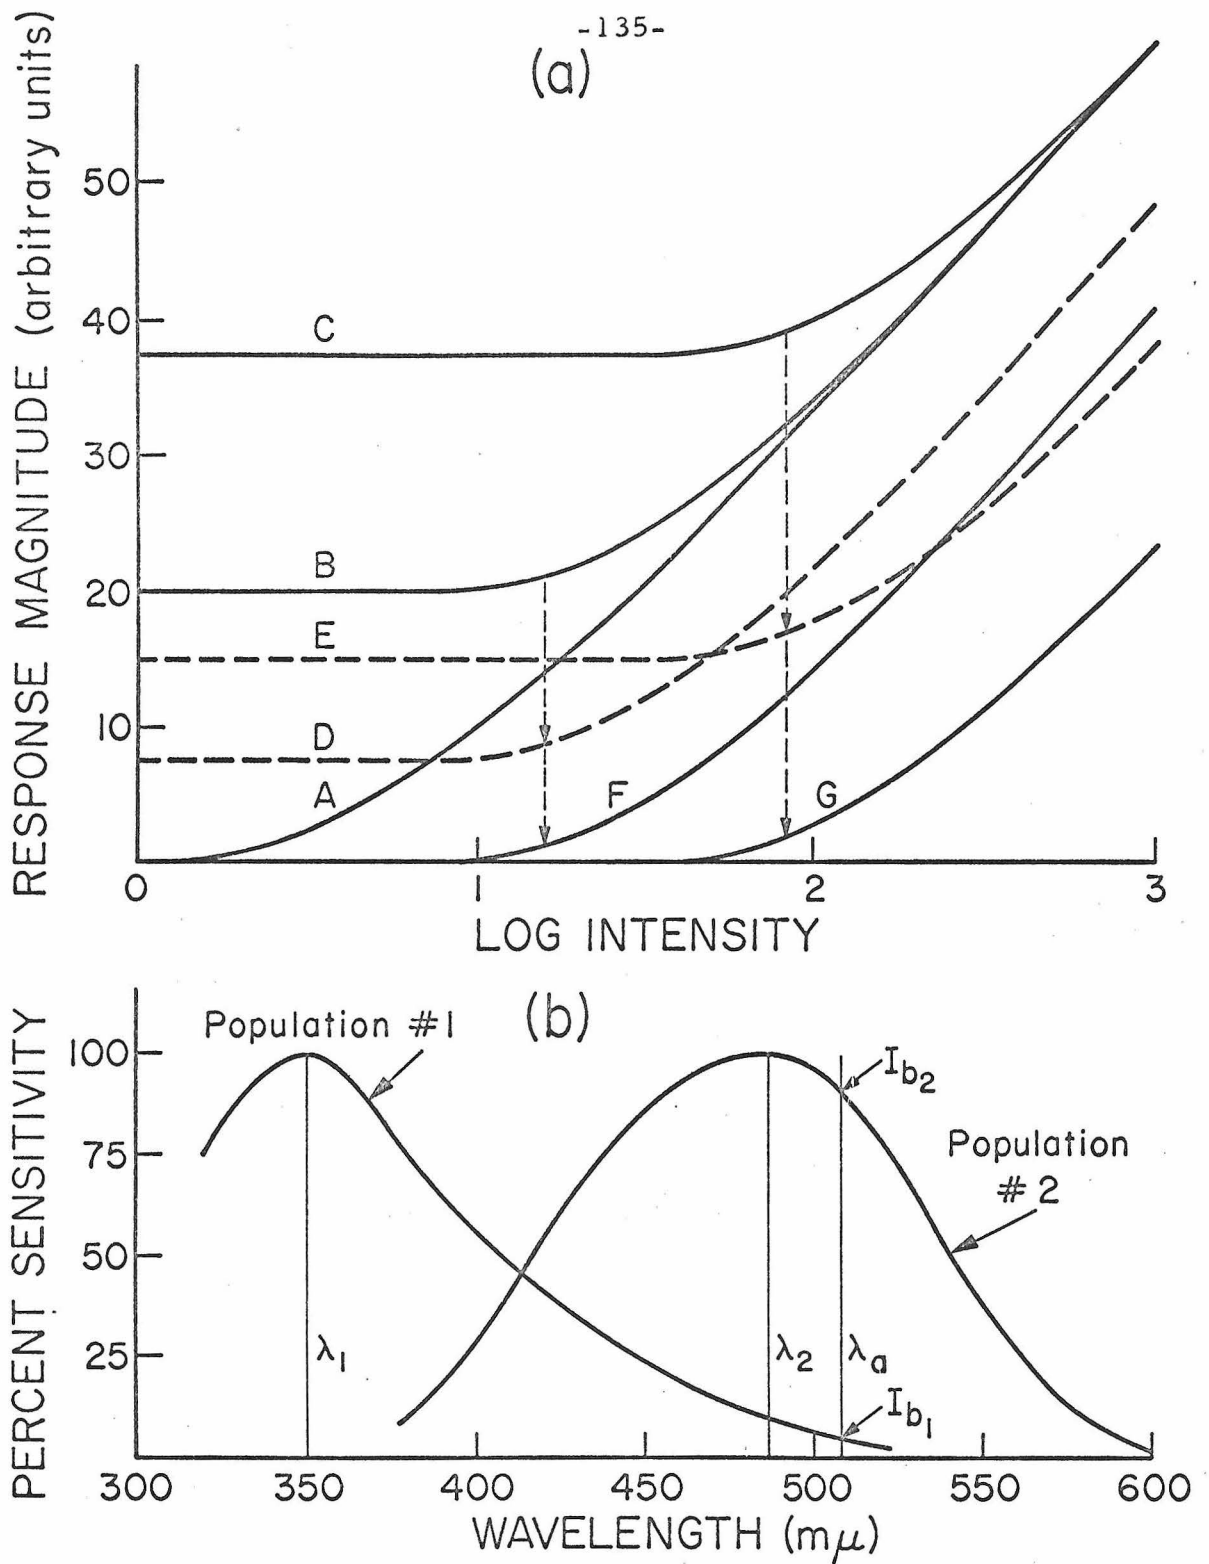 -135-
(a)
RESPONSE MAGNITUDE (arbitrary units)
50
40
30
20
10
C
B
E
D
A
F
G
0
1
2
3
LOG INTENSITY
(b)
PERCENT SENSITIVITY
Population #1
100
75
50
25
I_b2
Population
#2
λ₁
λ₂
λₐ
I_b1
300
350
400
450
500
550
600
WAVELENGTH (mμ)